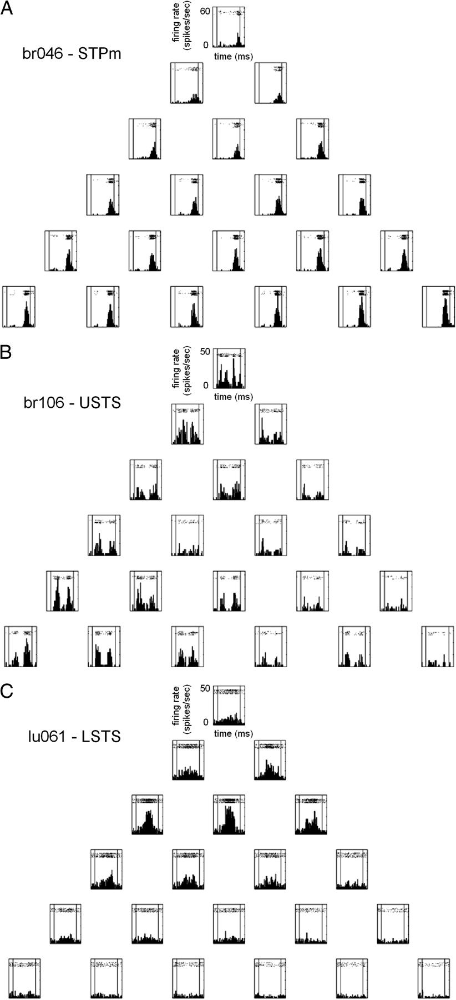 A
firing rate
(spikes/sec)
60
0
time (ms)
br046 - STPm
B
firing rate
(spikes/sec)
50
0
time (ms)
br106 - USTS
C
firing rate
(spikes/sec)
50
0
time (ms)
lu061 - LSTS